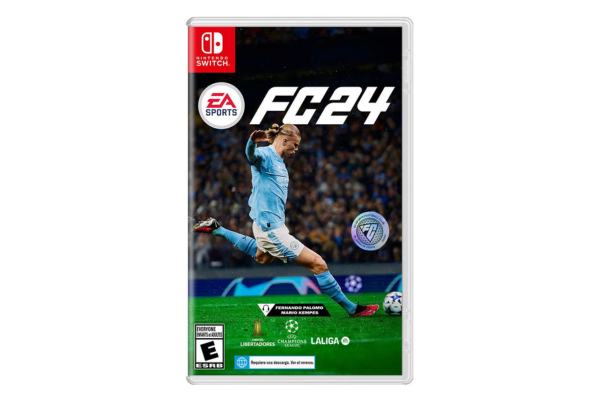 NINTENDO
SWITCH
EA
SPORTS
FC24
FERNANDO PALOMO
MARIO KEMPES
EVERYONE
E
ESRB
LIBERTADORES
CHAMPIONS
LEAGUE
LALIGA
Requiere una descarga. Ver el reverso.